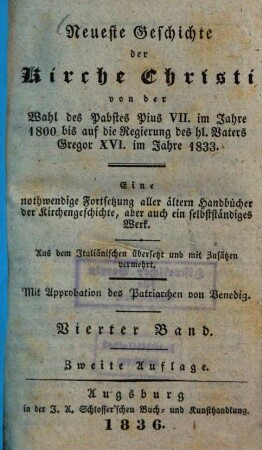 Neueste Geschichte
der
Kirche Christi
von der
Wahl des Pabstes Pius VII. im Jahre
1800 bis auf die Regierung des hl. Vaters
Gregor XVI. im Jahre 1833.
Eine
nothwendige Fortsetzung aller ältern Handbücher
der Kirchengeschichte, aber auch ein selbstständiges
Werk.
Aus dem Italiänischen übersetzt und mit Zusätzen
vermehrt.
Mit Approbation des Patriarchen von Venedig.
Vierter Band.
Zweite Auflage.
Augsburg
in der J. A. Schlosser'schen Buch- und Kunsthandlung.
1836.